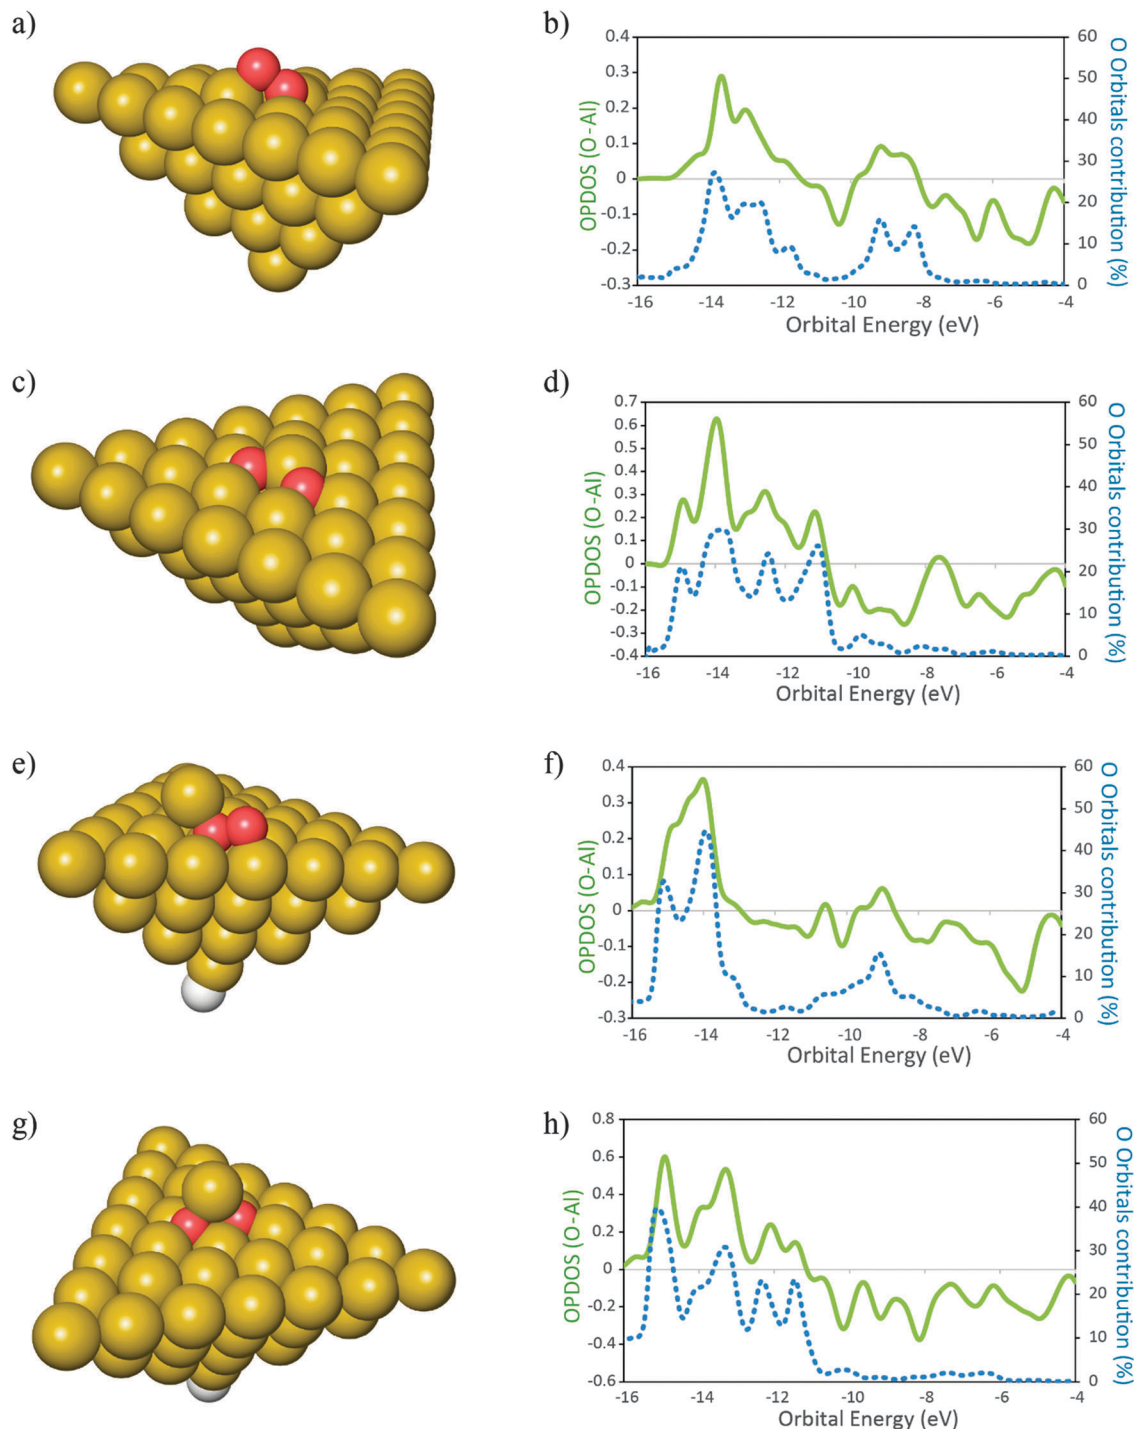 a)
b)
0.4
0.3
0.2
0.1
0
-0.1
-0.2
-0.3
OPDOS (O-Al)
60
50
40
30
20
10
0
O Orbitals contribution (%)
-16 -14 -12 -10 -8 -6 -4
Orbital Energy (eV)
c)
d)
0.7
0.6
0.5
0.4
0.3
0.2
0.1
0
-0.1
-0.2
-0.3
-0.4
OPDOS (O-Al)
60
50
40
30
20
10
0
O Orbitals contribution (%)
-16 -14 -12 -10 -8 -6 -4
Orbital Energy (eV)
e)
f)
0.4
0.3
0.2
0.1
0
-0.1
-0.2
-0.3
OPDOS (O-Al)
60
50
40
30
20
10
0
O Orbitals contribution (%)
-16 -14 -12 -10 -8 -6 -4
Orbital Energy (eV)
g)
h)
0.8
0.6
0.4
0.2
0
-0.2
-0.4
-0.6
OPDOS (O-Al)
60
50
40
30
20
10
0
O Orbitals contribution (%)
-16 -14 -12 -10 -8 -6 -4
Orbital Energy (eV)